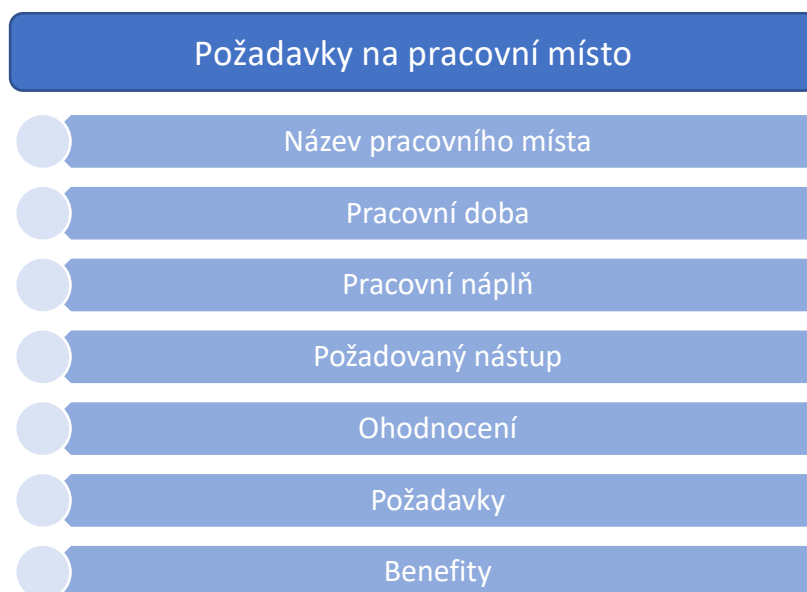 Požadavky na pracovní místo
Název pracovního místa
Pracovní doba
Pracovní náplň
Požadovaný nástup
Ohodnocení
Požadavky
Benefity